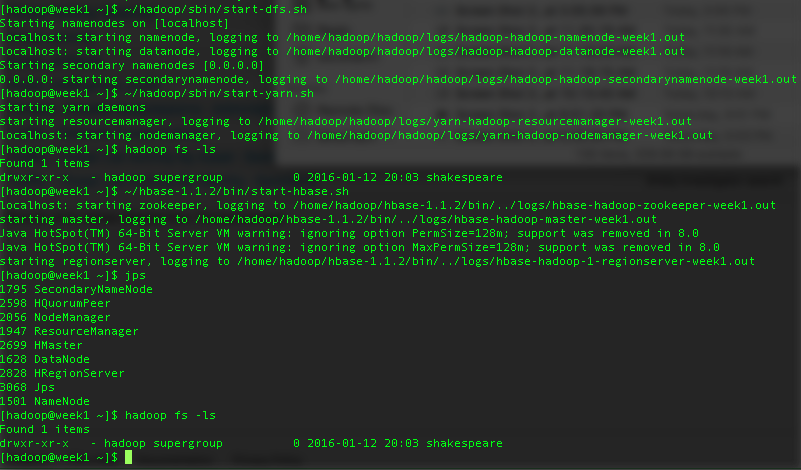 [hadoop@week1 ~]$ ~/hadoop/sbin/start-dfs.sh
Starting namenodes on [localhost]
localhost: starting namenode, logging to /home/hadoop/hadoop/logs/hadoop-hadoop-namenode-week1.out
localhost: starting datanode, logging to /home/hadoop/hadoop/logs/hadoop-hadoop-datanode-week1.out
Starting secondary namenodes [0.0.0.0]
0.0.0.0: starting secondarynamenode, logging to /home/hadoop/hadoop/logs/hadoop-hadoop-secondarynamenode-week1.out
[hadoop@week1 ~]$ ~/hadoop/sbin/start-yarn.sh
starting yarn daemons
starting resourcemanager, logging to /home/hadoop/hadoop/logs/yarn-hadoop-resourcemanager-week1.out
localhost: starting nodemanager, logging to /home/hadoop/hadoop/logs/yarn-hadoop-nodemanager-week1.out
[hadoop@week1 ~]$ hadoop fs -ls
Found 1 items
drwxr-xr-x   - hadoop supergroup          0 2016-01-12 20:03 shakespeare
[hadoop@week1 ~]$ ~/hbase-1.1.2/bin/start-hbase.sh
localhost: starting zookeeper, logging to /home/hadoop/hbase-1.1.2/bin/../logs/hbase-hadoop-zookeeper-week1.out
starting master, logging to /home/hadoop/hbase-1.1.2/bin/../logs/hbase-hadoop-master-week1.out
Java HotSpot(TM) 64-Bit Server VM warning: ignoring option PermSize=128m; support was removed in 8.0
Java HotSpot(TM) 64-Bit Server VM warning: ignoring option MaxPermSize=128m; support was removed in 8.0
starting regionserver, logging to /home/hadoop/hbase-1.1.2/bin/../logs/hbase-hadoop-1-regionserver-week1.out
[hadoop@week1 ~]$ jps
1795 SecondaryNameNode
2598 HQuorumPeer
2056 NodeManager
1947 ResourceManager
2699 HMaster
1628 DataNode
2828 HRegionServer
3068 Jps
1501 NameNode
[hadoop@week1 ~]$ hadoop fs -ls
Found 1 items
drwxr-xr-x   - hadoop supergroup          0 2016-01-12 20:03 shakespeare
[hadoop@week1 ~]$